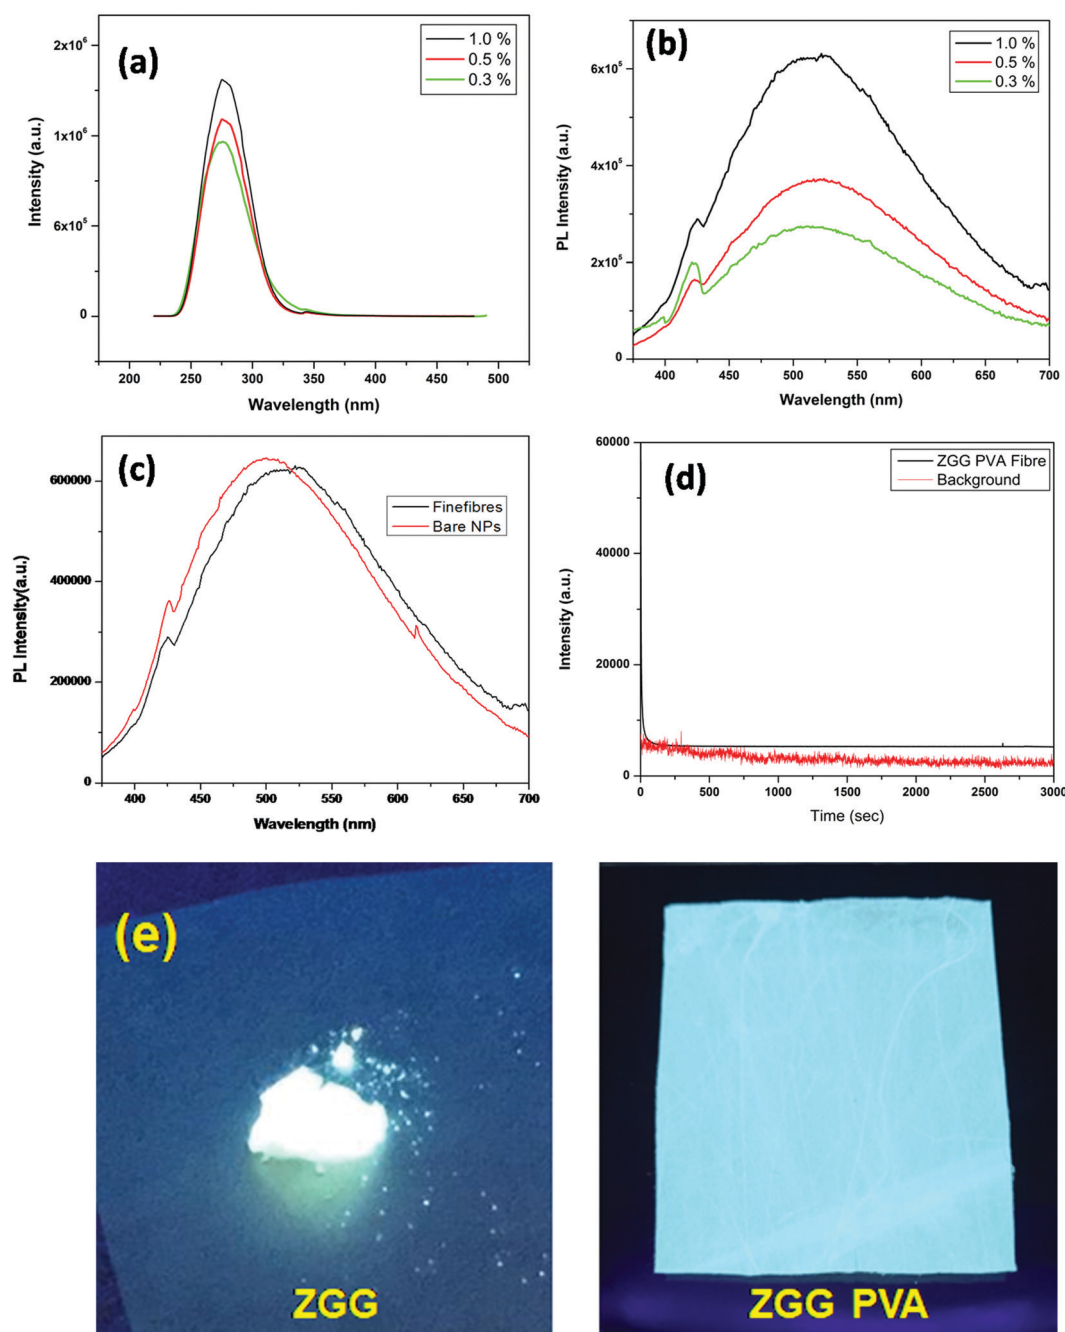 (a)
1.0 %
0.5 %
0.3 %
2x10⁶
1x10⁶
6x10⁵
0
Intensity (a.u.)
200 250 300 350 400 450 500
Wavelength (nm)
(b)
1.0 %
0.5 %
0.3 %
6x10⁵
4x10⁵
2x10⁵
0
PL Intensity (a.u.)
400 450 500 550 600 650 700
Wavelength (nm)
(c)
Finefibres
Bare NPs
600000
400000
200000
0
PL Intensity(a.u.)
400 450 500 550 600 650 700
Wavelength (nm)
(d)
ZGG PVA Fibre
Background
60000
40000
20000
0
Intensity (a.u.)
0 500 1000 1500 2000 2500 3000
Time (sec)
(e)
ZGG
ZGG PVA